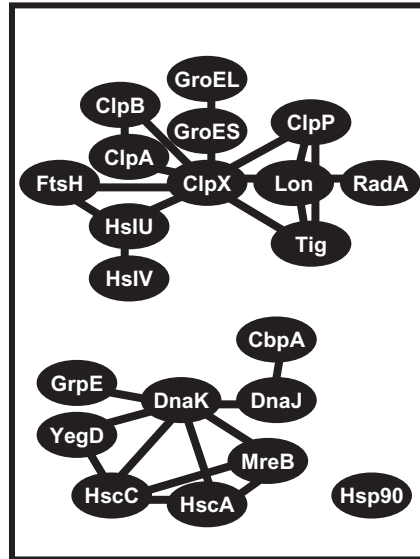 GroEL
ClpB
ClpP
GroES
ClpA
FtsH
ClpX
Lon
RadA
HslU
Tig
HslV
CbpA
GrpE
DnaK
DnaJ
YegD
MreB
HscC
HscA
Hsp90